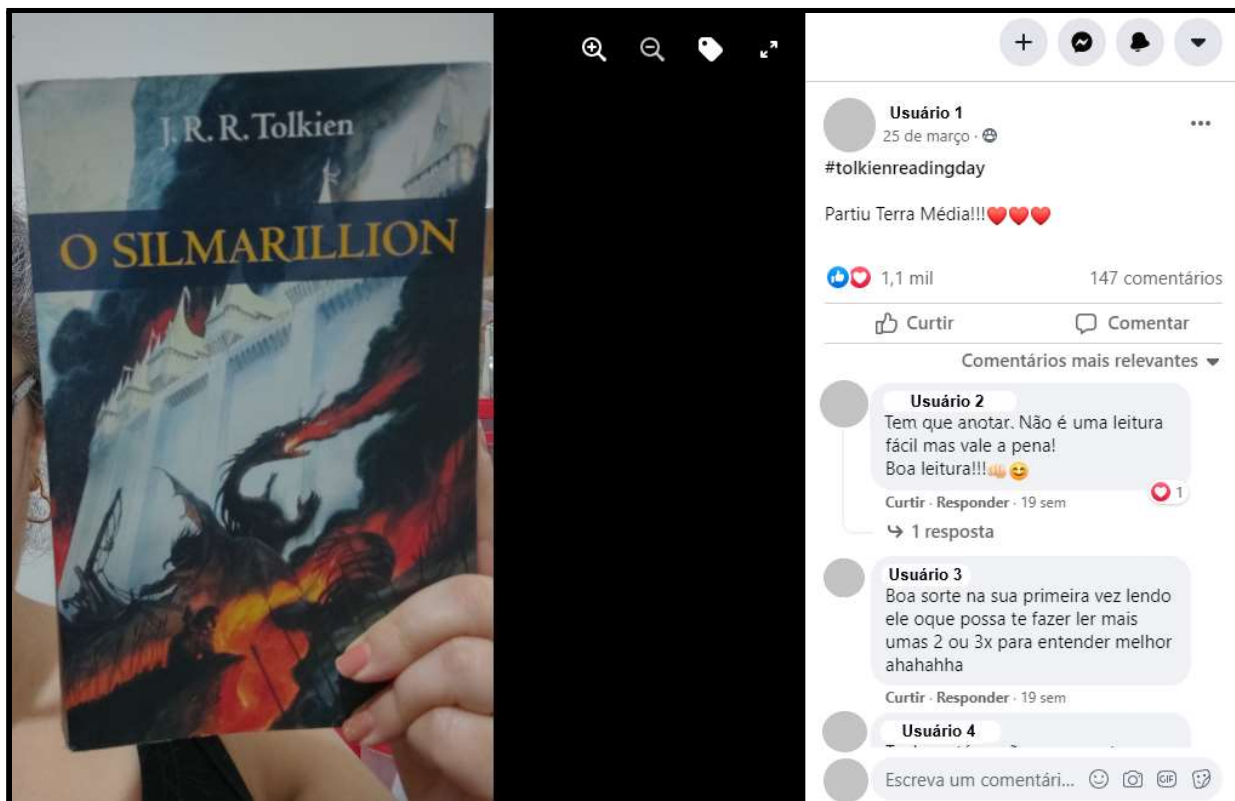 J. R. R. Tolkien
O SILMARILLION
Usuário 1
25 de março ·
#tolkienreadingday
Partiu Terra Média!!!❤️❤️❤️
1,1 mil
147 comentários
Curtir
Comentar
Comentários mais relevantes
Usuário 2
Tem que anotar. Não é uma leitura
fácil mas vale a pena!
Boa leitura!!!👊🏻😊
1
Curtir · Responder · 19 sem
1 resposta
Usuário 3
Boa sorte na sua primeira vez lendo
ele oque possa te fazer ler mais
umas 2 ou 3x para entender melhor
ahahahha
Curtir · Responder · 19 sem
Usuário 4
Escreva um comentári...
GIF